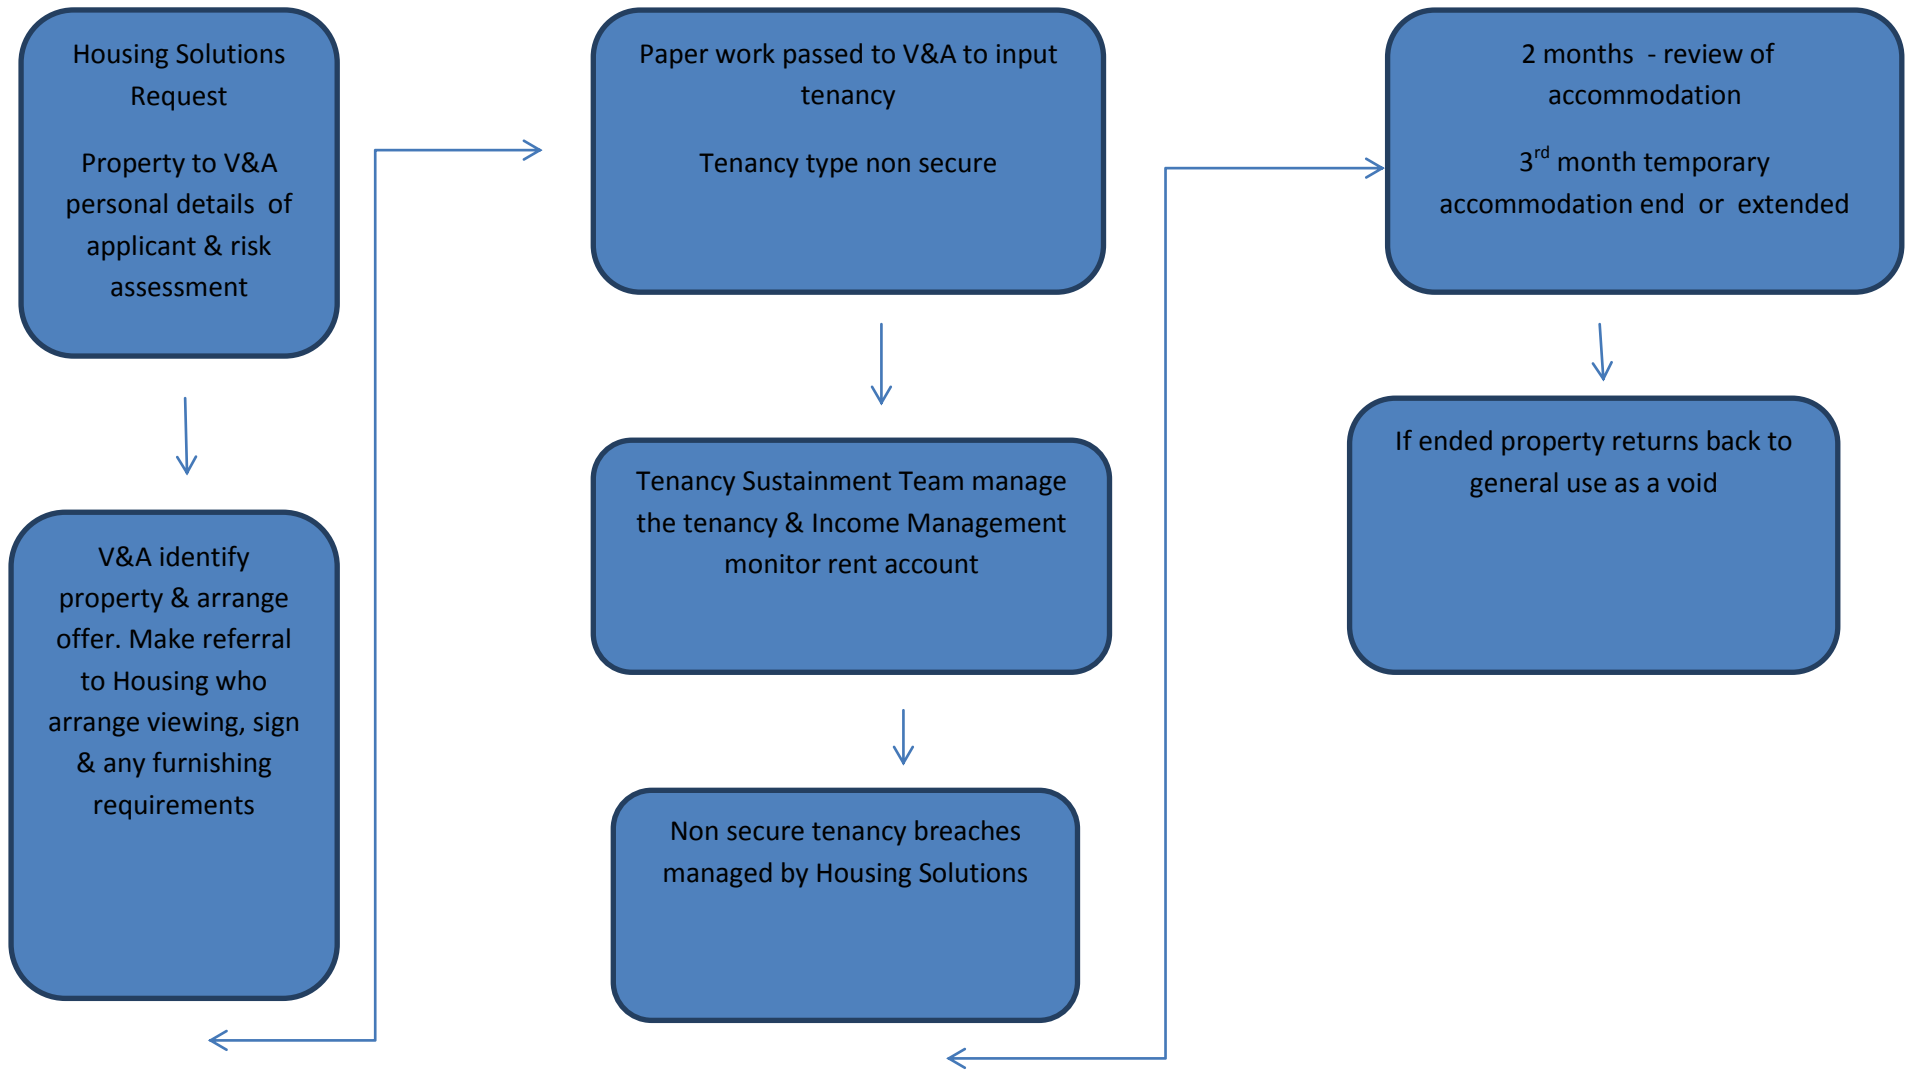 Housing Solutions
Request
Property to V&A
personal details  of
applicant & risk
assessment
V&A identify
property & arrange
offer. Make referral
to Housing who
arrange viewing, sign
& any furnishing
requirements
Paper work passed to V&A to input
tenancy
Tenancy type non secure
Tenancy Sustainment Team manage
the tenancy & Income Management
monitor rent account
Non secure tenancy breaches
managed by Housing Solutions
2 months  - review of
accommodation
3rd month temporary
accommodation end  or  extended
If ended property returns back to
general use as a void